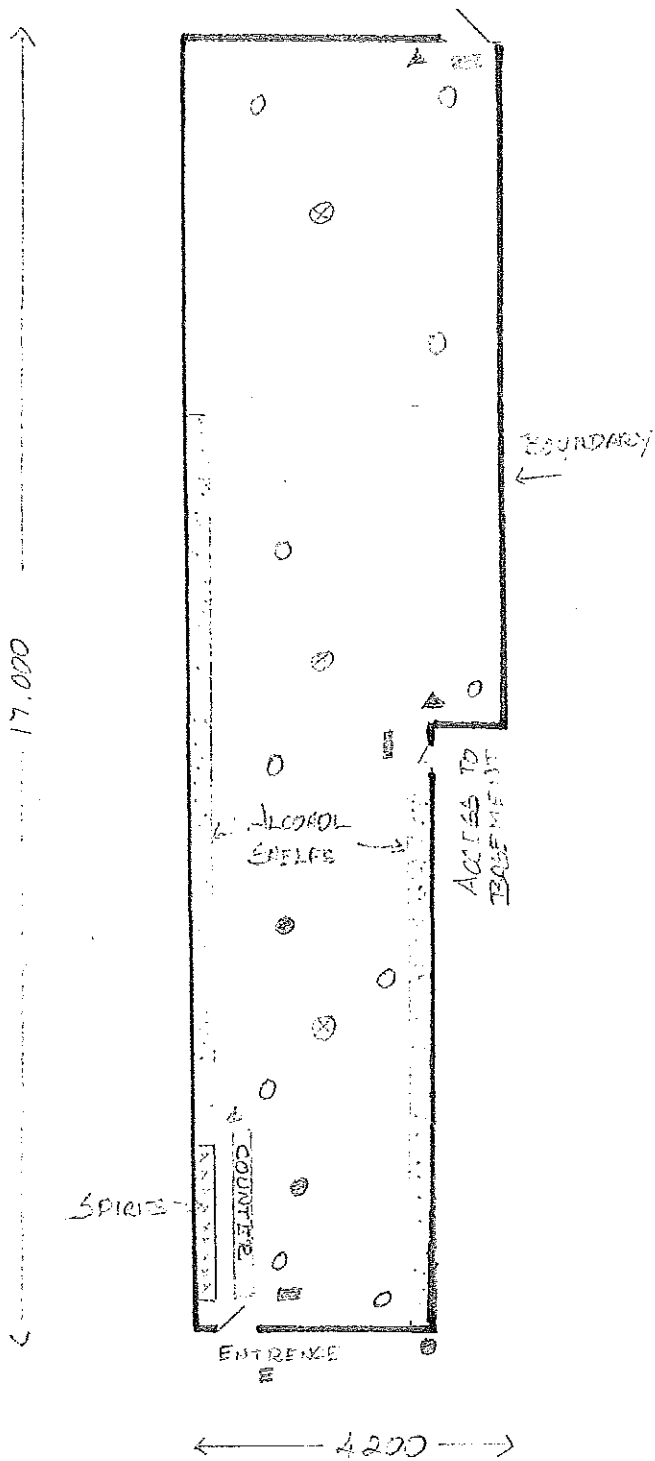 BOUNDARY
17.000
ALCOHOL
SHELFS
ACCESS TO
BASEMENT
COUNTER
SPIRITS
ENTRENCE
4200